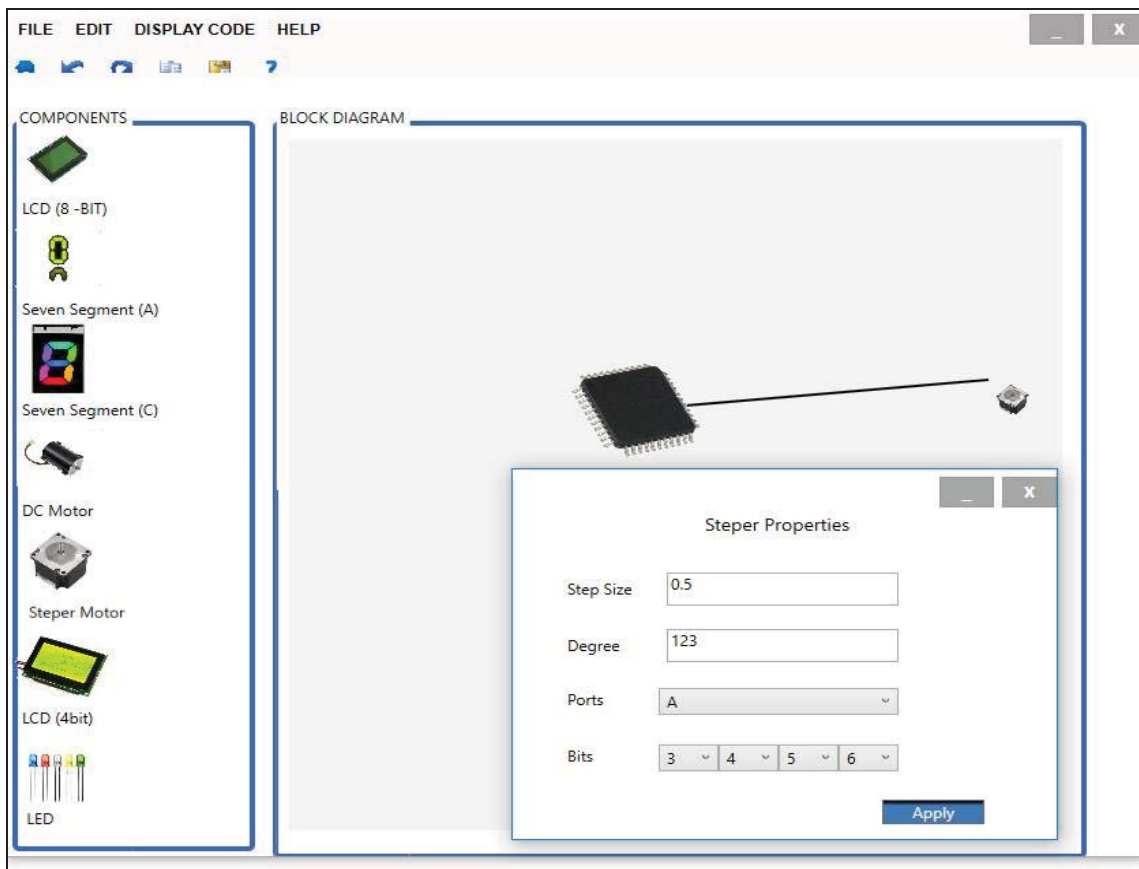 FILE EDIT DISPLAY CODE HELP
_ X
?
COMPONENTS
LCD (8 -BIT)
Seven Segment (A)
Seven Segment (C)
DC Motor
Steper Motor
LCD (4bit)
LED
BLOCK DIAGRAM
_ X
Steper Properties
Step Size 0.5
Degree 123
Ports A
Bits 3 4 5 6
Apply